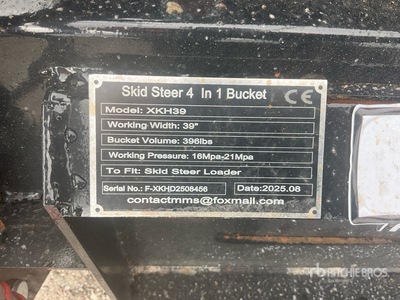 Skid Steer 4 In 1 Bucket CE
Model: XKH39
Working Width: 39"
Bucket Volume: 396lbs
Working Pressure: 16Mpa-21Mpa
To Fit: Skid Steer Loader
Serial No.: F-XKHD2508456 Date:2025.08
contactmms@foxmail.com
rb RITCHIE BROS.